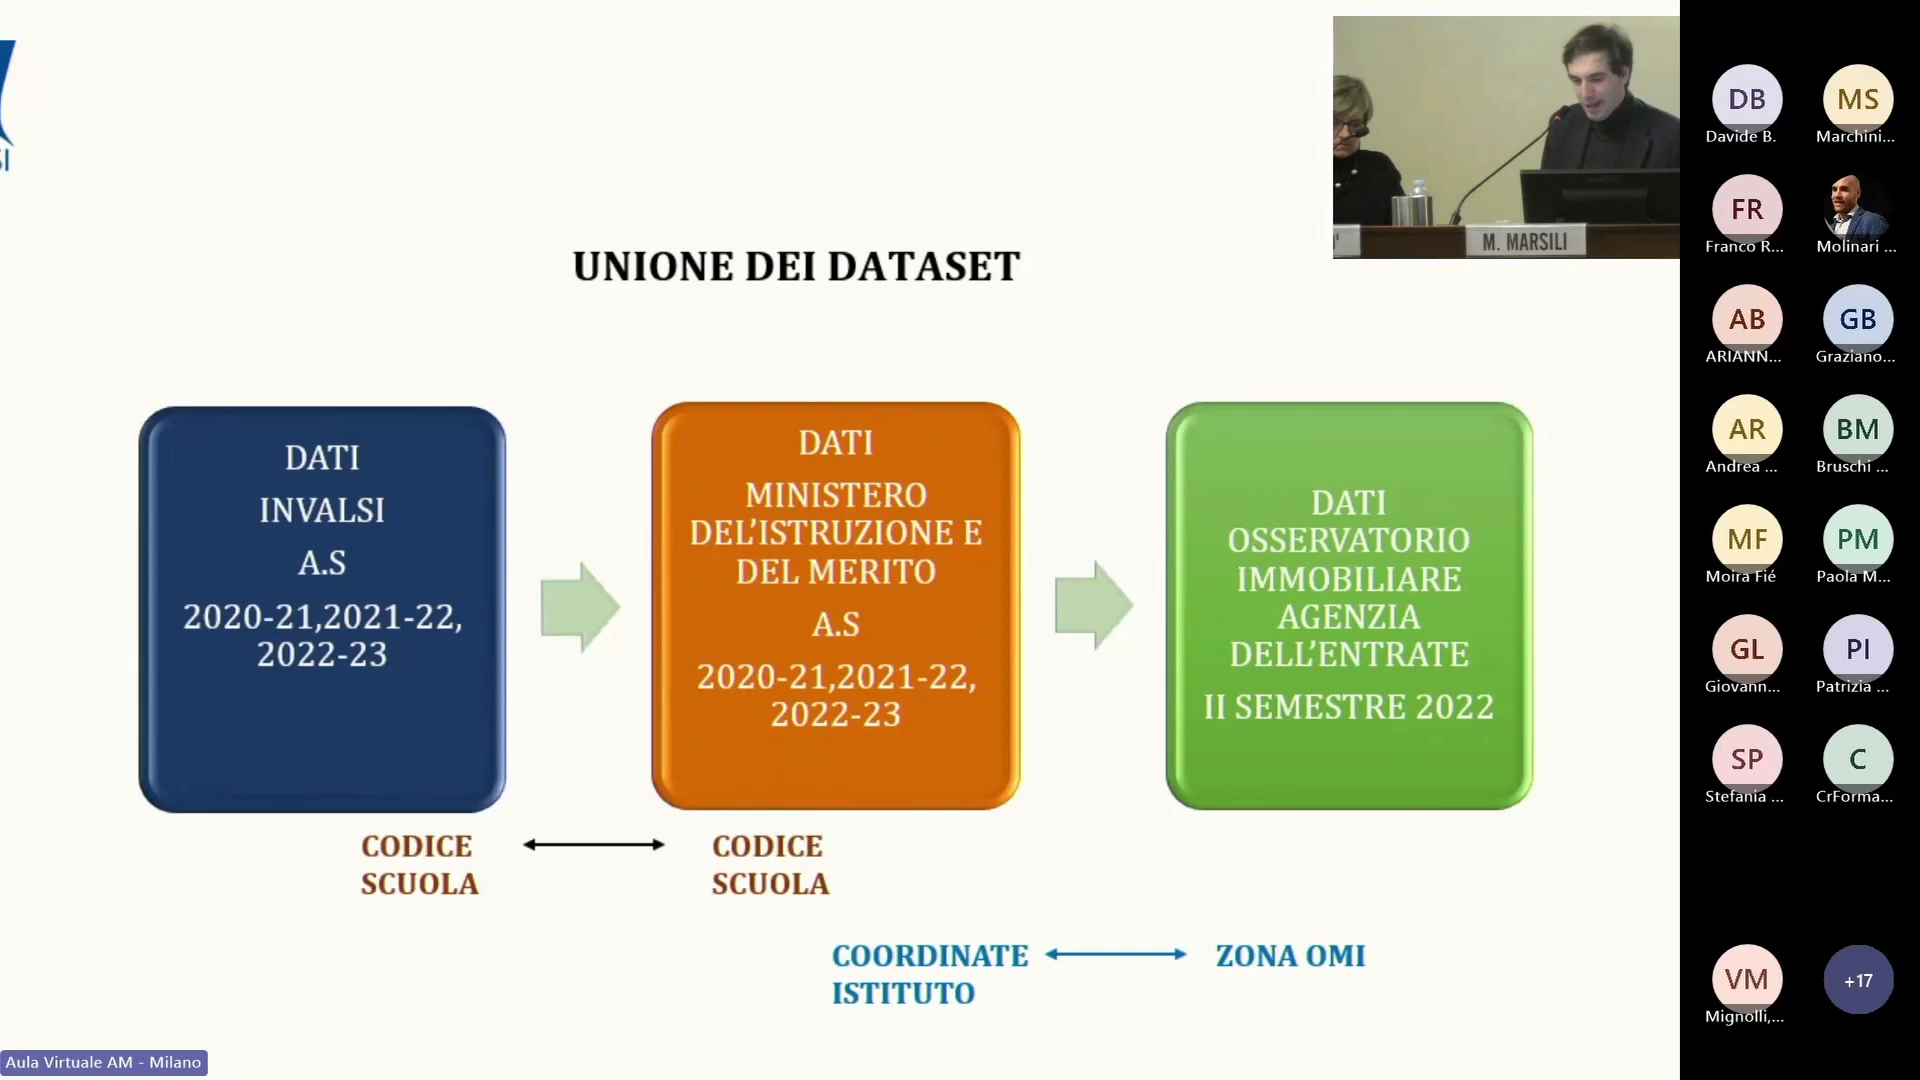 SI
UNIONE DEI DATASET
DATI
INVALSI
A.S
2020-21,2021-22,
2022-23
DATI
MINISTERO
DEL'ISTRUZIONE E
DEL MERITO
A.S
2020-21,2021-22,
2022-23
DATI
OSSERVATORIO
IMMOBILIARE
AGENZIA
DELL'ENTRATE
II SEMESTRE 2022
CODICE
SCUOLA
CODICE
SCUOLA
COORDINATE
ISTITUTO
ZONA OMI
M. MARSILI
DB
Davide B.
MS
Marchini...
FR
Franco R...
Molinari ...
AB
ARIANN...
GB
Graziano...
AR
Andrea ...
BM
Bruschi ...
MF
Moira Fié
PM
Paola M...
GL
Giovann...
PI
Patrizia ...
SP
Stefania ...
C
CrForma...
VM
Mignolli,...
+17
Aula Virtuale AM - Milano